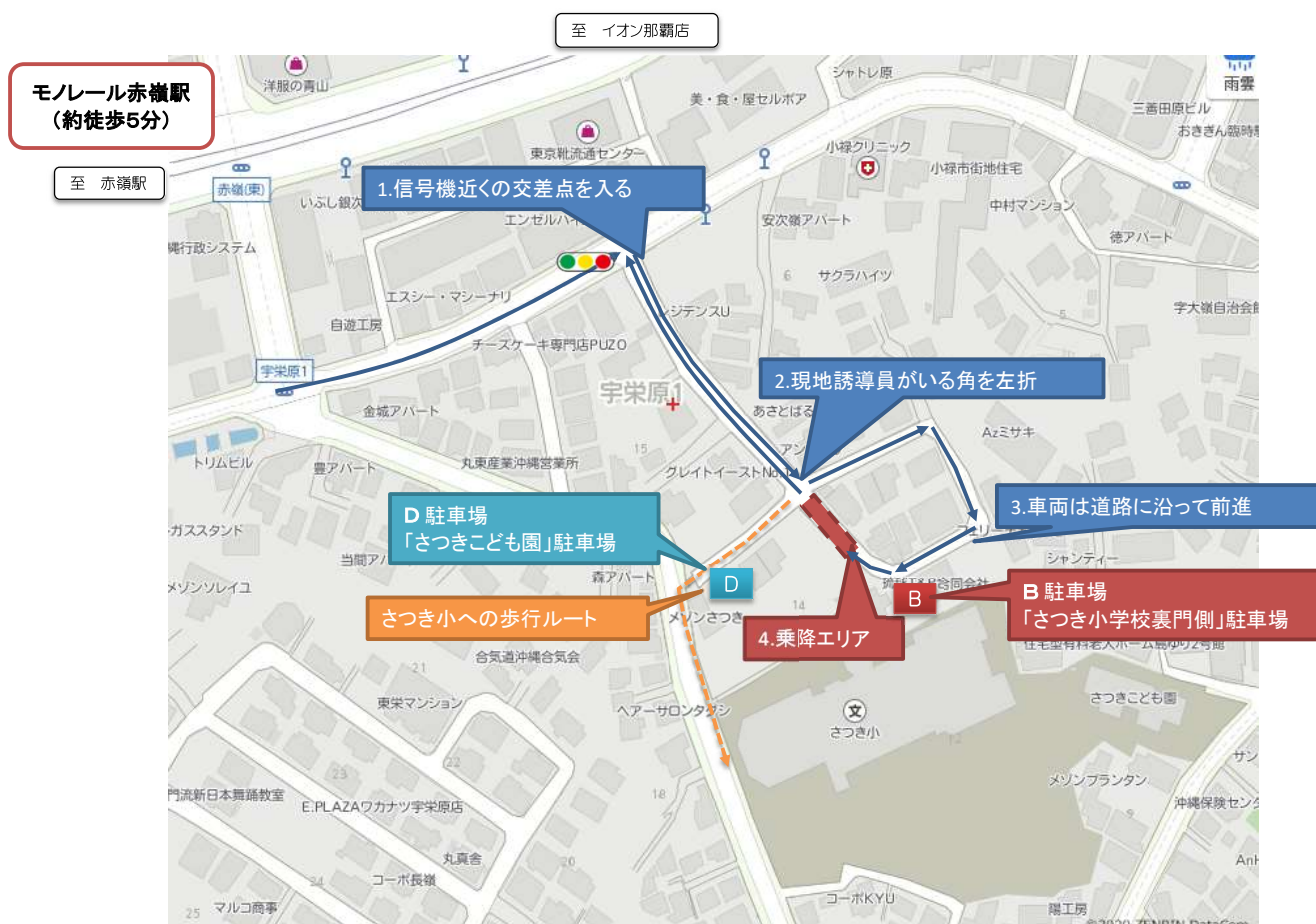 至 イオン那覇店
モノレール赤嶺駅
(約徒歩5分)
至 赤嶺駅
洋服の青山
シャトレ原
雨雲
美・食・屋セルボア
三善田原ビル
おきぎん臨時
東京靴流通センター
小禄クリニック
小禄市街地住宅
赤嶺(東)
いぶし銀次
1.信号機近くの交差点を入る
エンゼルハイ
安次嶺アパート
中村マンション
徳アパート
縄行政システム
6
サクラハイツ
エスシー・マシーナリ
レジデンスU
5
字大嶺自治会館
自遊工房
チーズケーキ専門店PUZO
宇栄原1
2.現地誘導員がいる角を左折
宇栄原1
金城アパート
あさとばる
Azミサキ
トリムビル
豊アパート
丸東産業沖縄営業所
15
グレイトイーストNo.1
D 駐車場
「さつきこども園」駐車場
3.車両は道路に沿って前進
ガススタンド
当間ア
シャンティー
森アパート
メゾンソレイユ
D
B
B 駐車場
「さつき小学校裏門側」駐車場
さつき小への歩行ルート
メゾンさつき
14
4.乗降エリア
合気道沖縄合気会
21
東栄マンション
ヘアーサロンタケシ
文
さつき小
さつきこども園
12
サン
22
23
メゾンブランタン
門流新日本舞踊教室
E.PLAZAワカナツ宇栄原店
18
沖縄保険セン
9
丸真舎
20
24
コーポ長嶺
コーポKYU
25
マルコ商事
陽工房